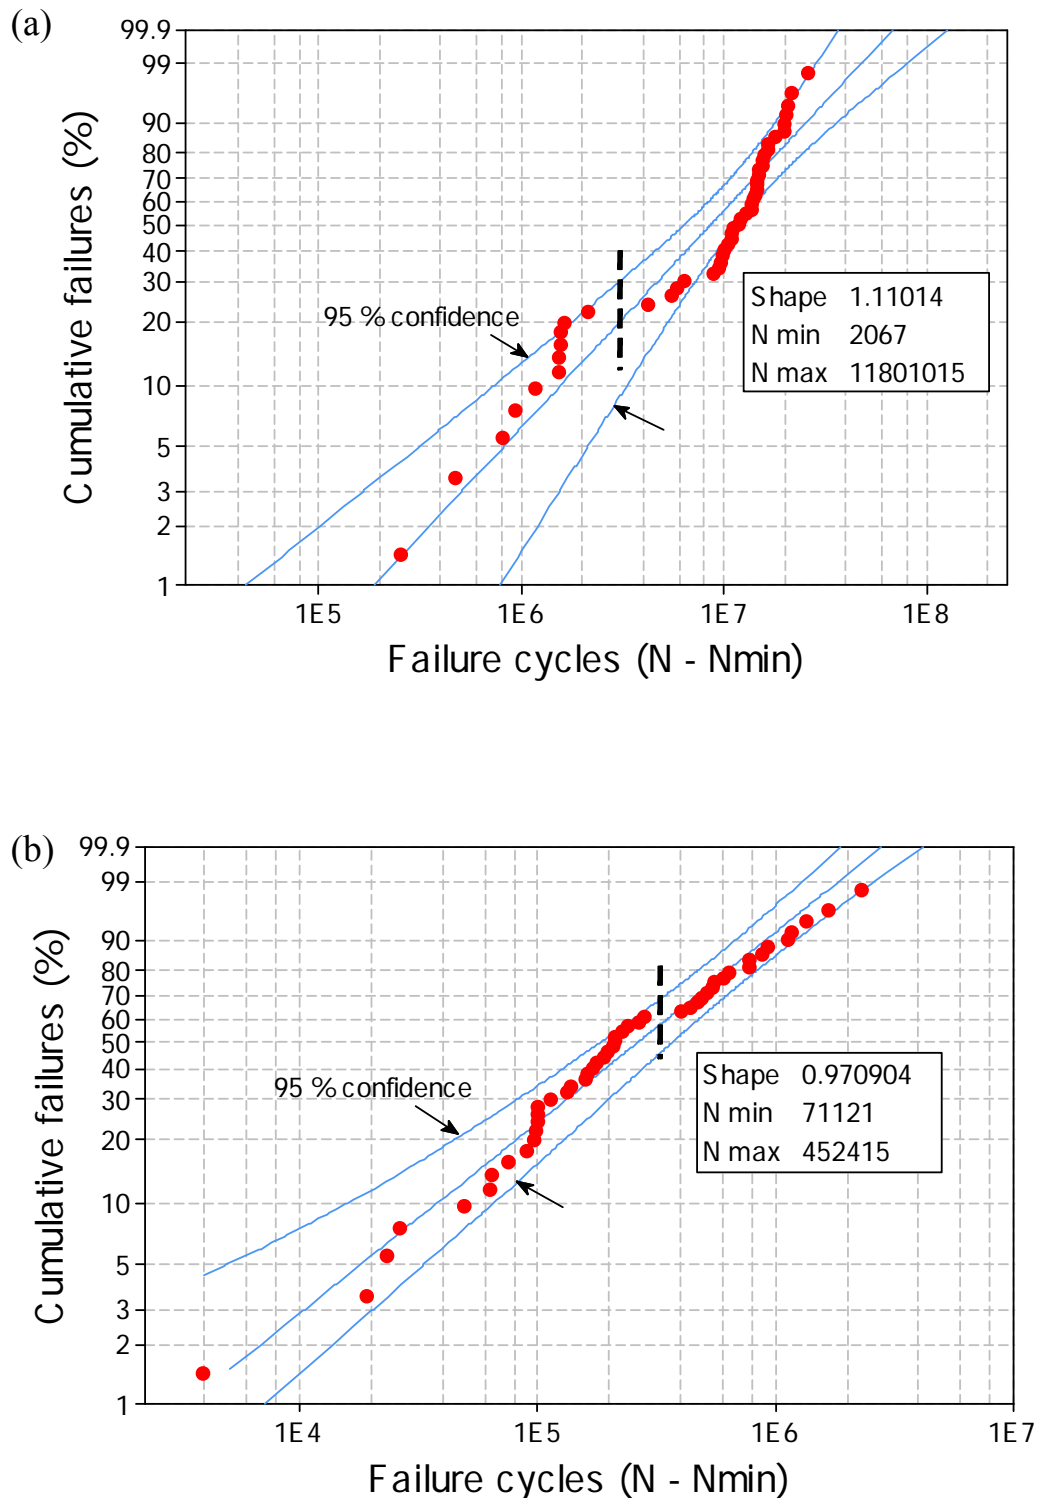 (a)
99.9
99
90
80
70
60
50
40
30
20
10
5
3
2
1
Cumulative failures (%)
95 % confidence
Shape 1.11014
N min 2067
N max 11801015
1E5 1E6 1E7 1E8
Failure cycles (N - Nmin)
(b)
99.9
99
90
80
70
60
50
40
30
20
10
5
3
2
1
Cumulative failures (%)
95 % confidence
Shape 0.970904
N min 71121
N max 452415
1E4 1E5 1E6 1E7
Failure cycles (N - Nmin)